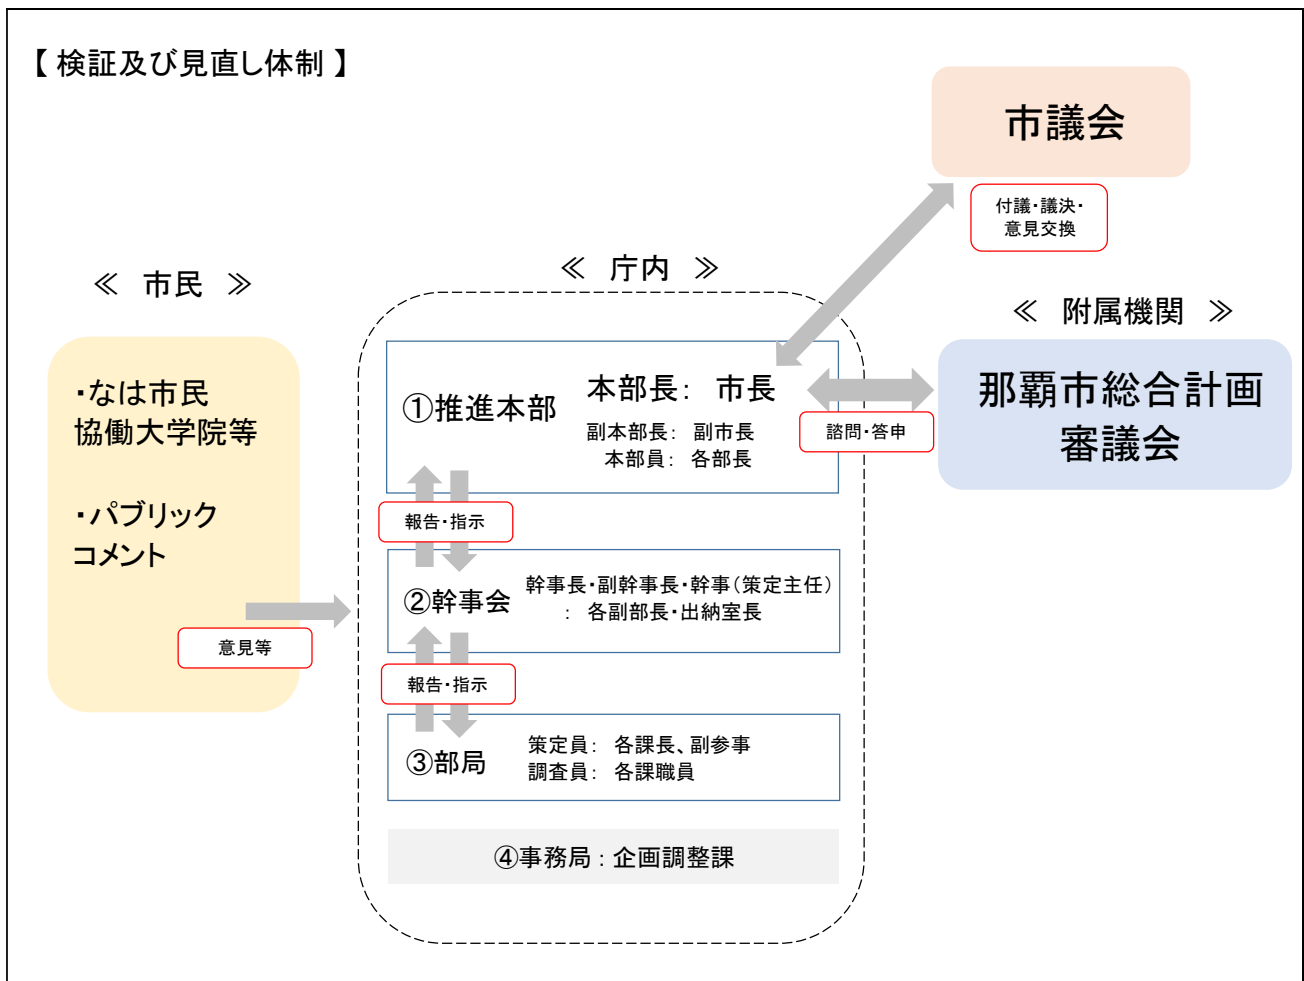 【 検証及び見直し体制 】
市議会
付議・議決・
意見交換
≪ 市民 ≫
・なは市民
協働大学院等
・パブリック
コメント
意見等
≪ 庁内 ≫
①推進本部
本部長： 市長
副本部長： 副市長
本部員： 各部長
報告・指示
②幹事会
幹事長・副幹事長・幹事（策定主任）
： 各副部長・出納室長
報告・指示
③部局
策定員： 各課長、副参事
調査員： 各課職員
④事務局：企画調整課
諮問・答申
≪ 附属機関 ≫
那覇市総合計画
審議会